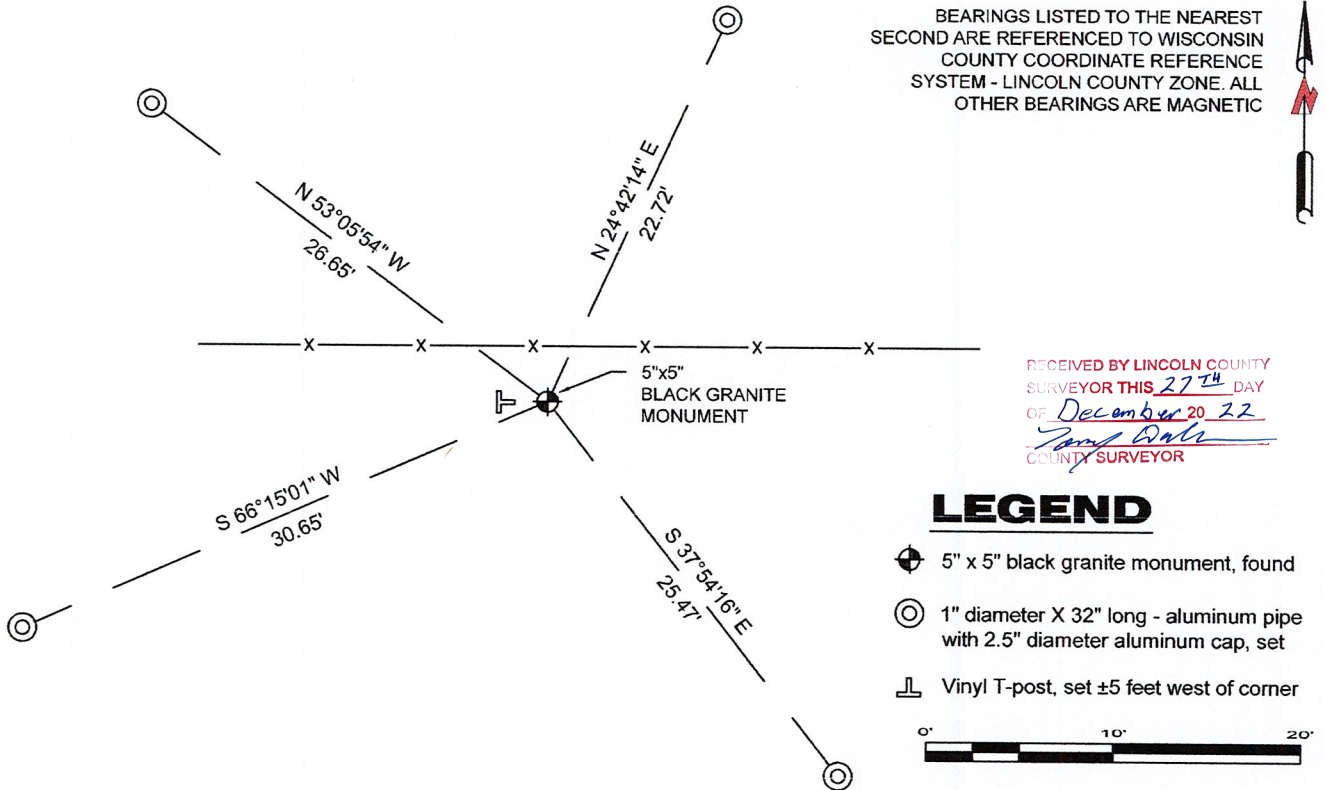 BEARINGS LISTED TO THE NEAREST
SECOND ARE REFERENCED TO WISCONSIN
COUNTY COORDINATE REFERENCE
SYSTEM - LINCOLN COUNTY ZONE. ALL
OTHER BEARINGS ARE MAGNETIC
N
N 53°05'54" W
26.65'
N 24°42'14" E
22.72'
X X X X X X
5"x5"
BLACK GRANITE
MONUMENT
S 66°15'01" W
30.65'
S 37°54'16" E
25.47'
RECEIVED BY LINCOLN COUNTY
SURVEYOR THIS 27TH DAY
OF December 20 22
COUNTY SURVEYOR
LEGEND
5" x 5" black granite monument, found
1" diameter X 32" long - aluminum pipe
with 2.5" diameter aluminum cap, set
Vinyl T-post, set ±5 feet west of corner
0' 10' 20'